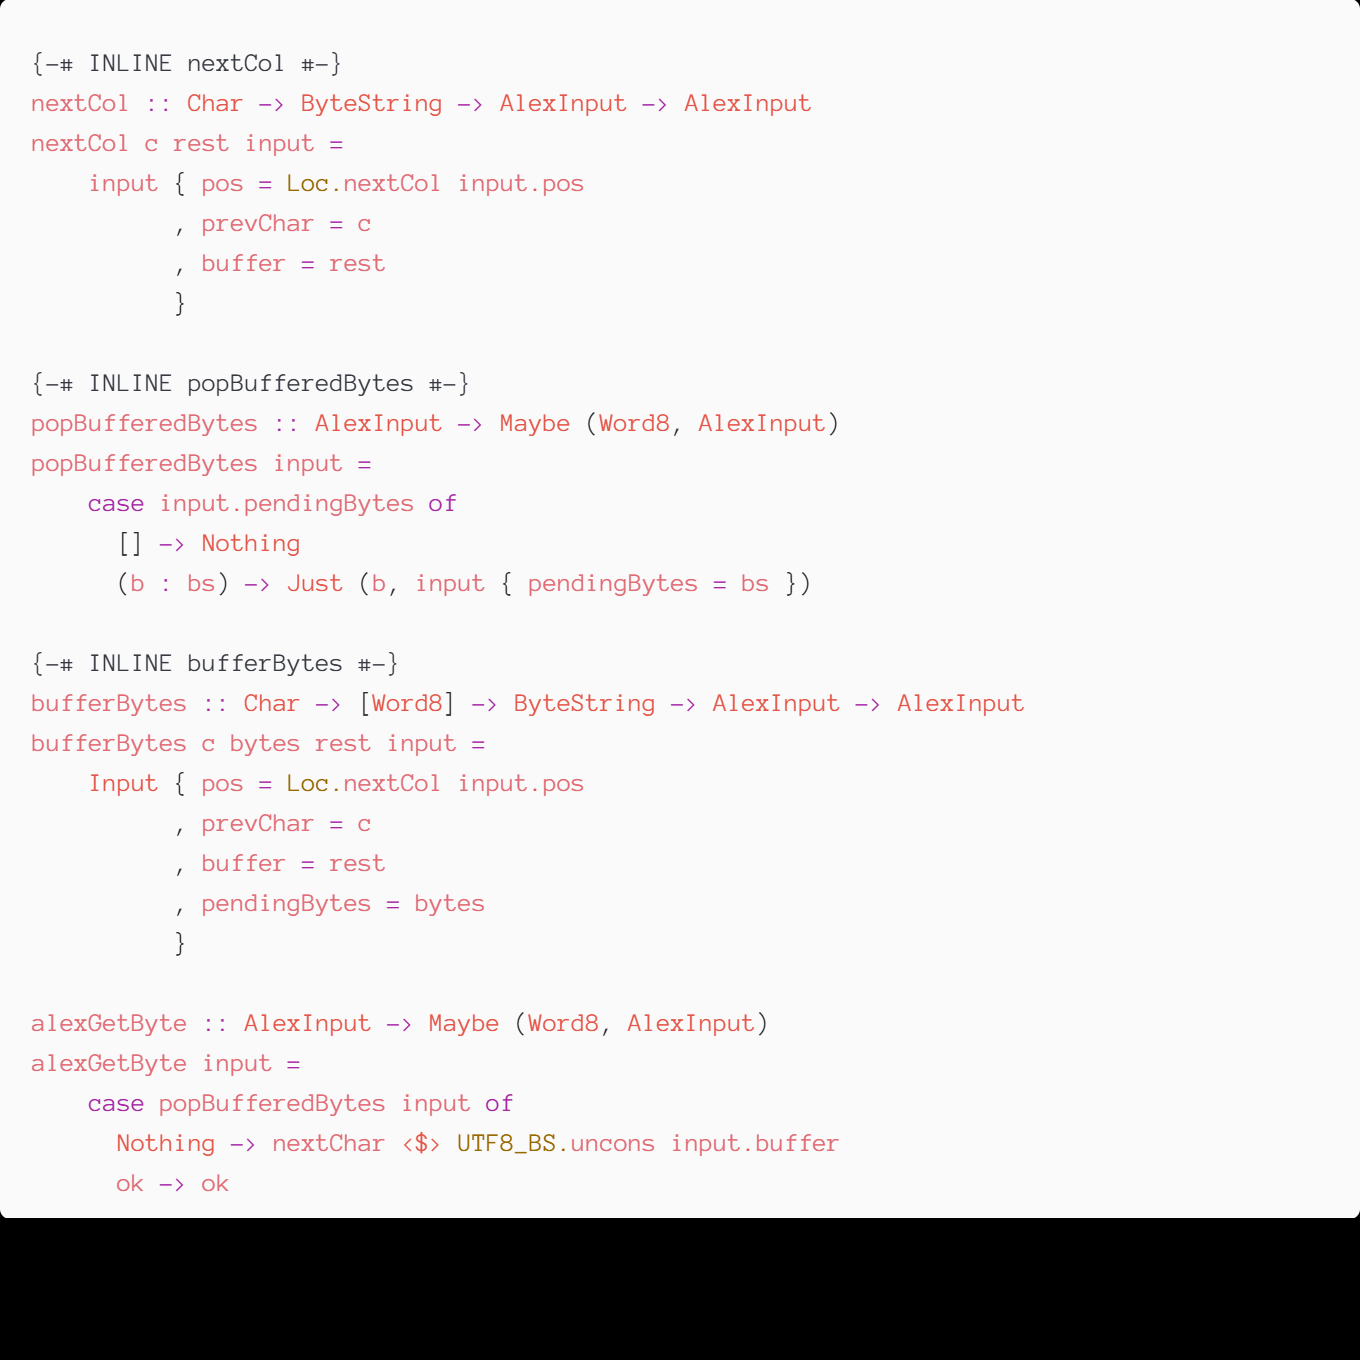 {-# INLINE nextCol #-}
nextCol :: Char -> ByteString -> AlexInput -> AlexInput
nextCol c rest input =
    input { pos = Loc.nextCol input.pos
          , prevChar = c
          , buffer = rest
          }

{-# INLINE popBufferedBytes #-}
popBufferedBytes :: AlexInput -> Maybe (Word8, AlexInput)
popBufferedBytes input =
    case input.pendingBytes of
      [] -> Nothing
      (b : bs) -> Just (b, input { pendingBytes = bs })

{-# INLINE bufferBytes #-}
bufferBytes :: Char -> [Word8] -> ByteString -> AlexInput -> AlexInput
bufferBytes c bytes rest input =
    Input { pos = Loc.nextCol input.pos
          , prevChar = c
          , buffer = rest
          , pendingBytes = bytes
          }

alexGetByte :: AlexInput -> Maybe (Word8, AlexInput)
alexGetByte input =
    case popBufferedBytes input of
      Nothing -> nextChar <$> UTF8_BS.uncons input.buffer
      ok -> ok